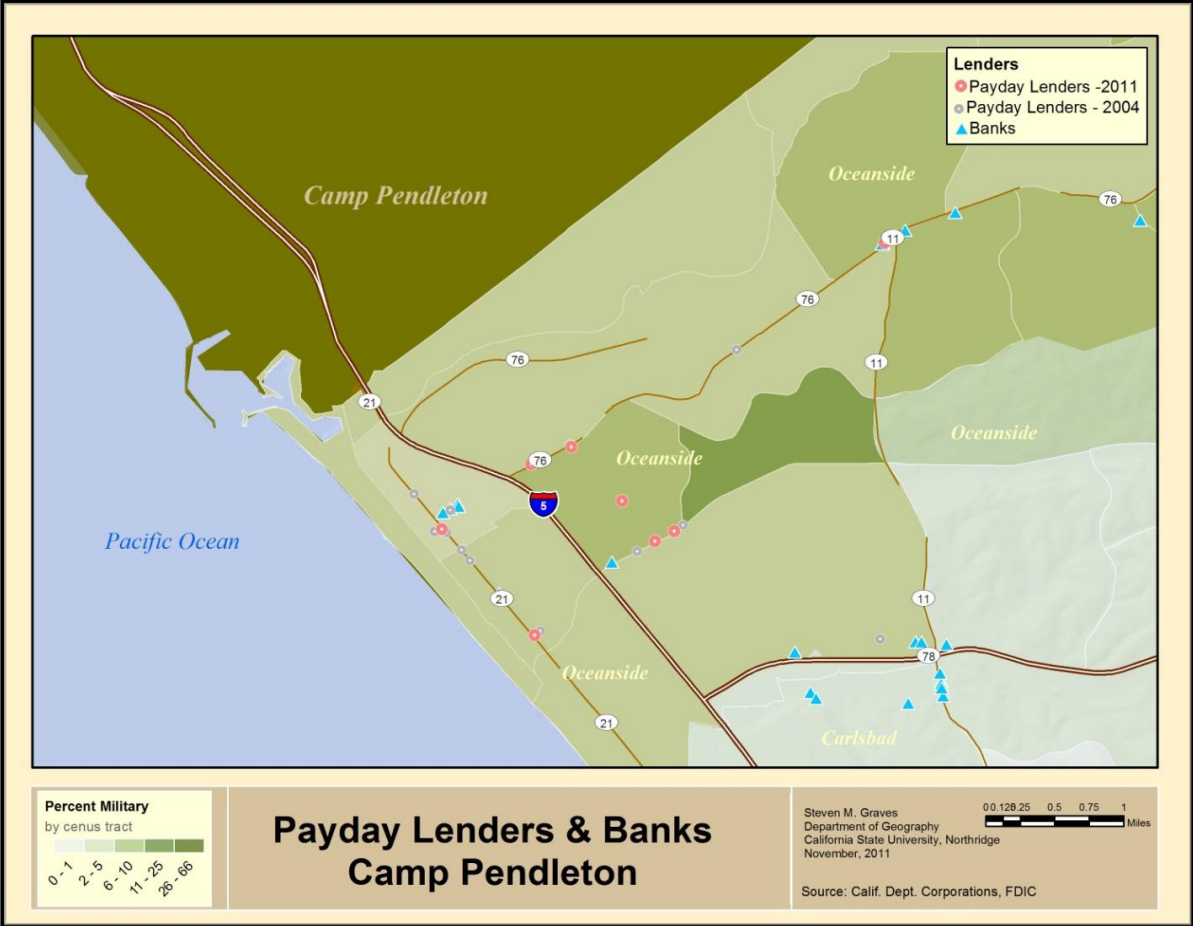 Lenders
Payday Lenders -2011
Payday Lenders - 2004
Banks
Oceanside
Camp Pendleton
76
11
76
76
11
21
Oceanside
Oceanside
76
5
Pacific Ocean
21
11
78
Oceanside
21
Carlsbad
Percent Military
by cenus tract
0 - 1
2 - 5
6 - 10
11 - 25
26 - 66
Payday Lenders & Banks
Camp Pendleton
Steven M. Graves
Department of Geography
California State University, Northridge
November, 2011
Source: Calif. Dept. Corporations, FDIC
0.5 0.75 1
Miles